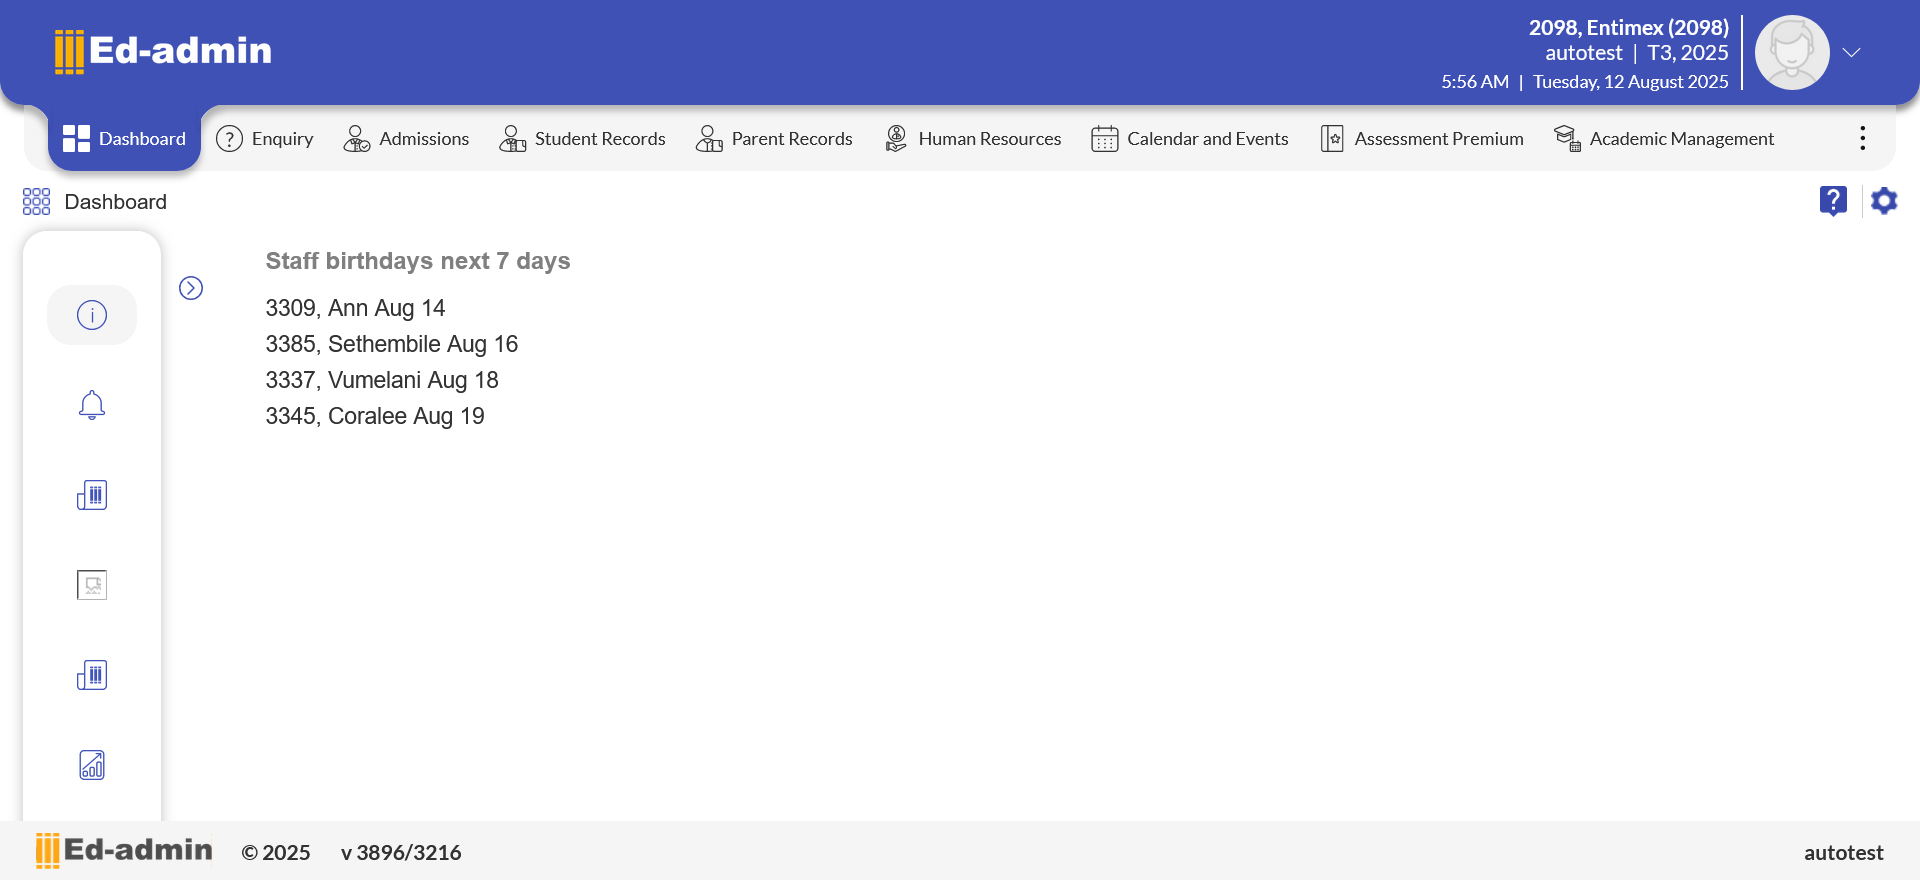 Ed-admin
2098, Entimex (2098)
autotest | T3, 2025
5:56 AM | Tuesday, 12 August 2025
Dashboard
Enquiry
Admissions
Student Records
Parent Records
Human Resources
Calendar and Events
Assessment Premium
Academic Management
Dashboard
Staff birthdays next 7 days
3309, Ann Aug 14
3385, Sethembile Aug 16
3337, Vumelani Aug 18
3345, Coralee Aug 19
Ed-admin © 2025 v 3896/3216 autotest